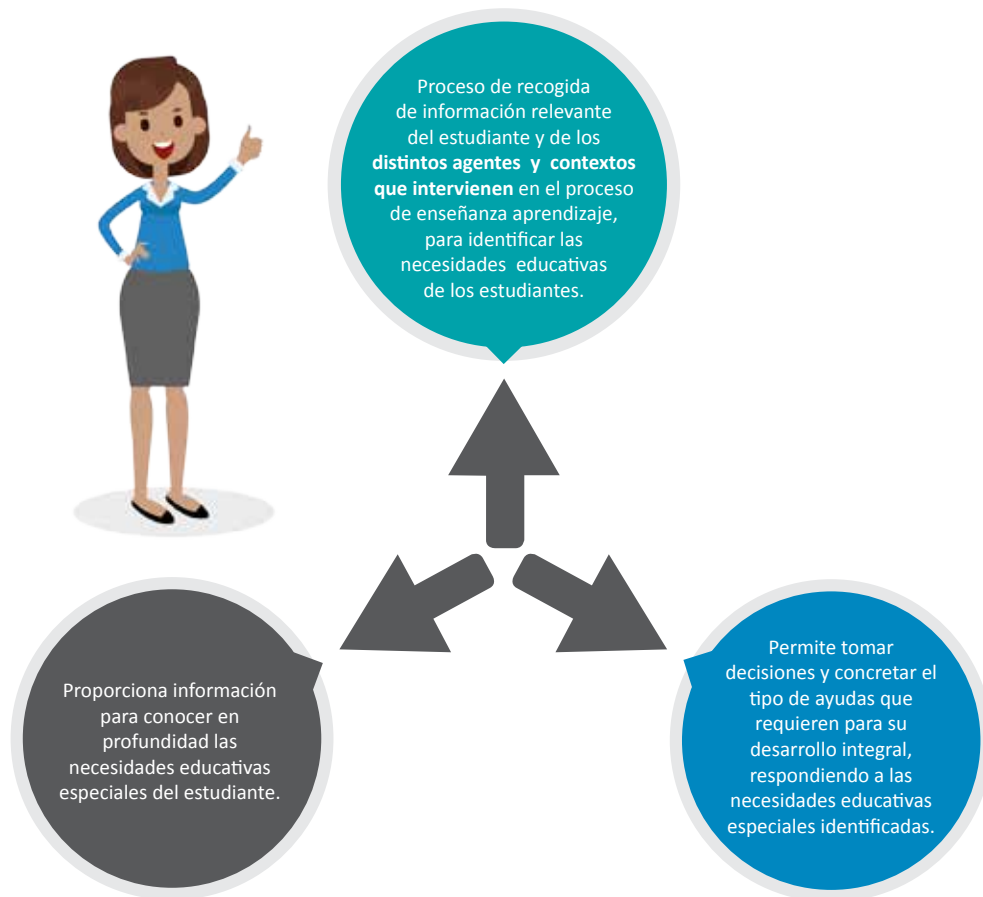 Proceso de recogida
de información relevante
del estudiante y de los
distintos agentes y contextos
que intervienen en el proceso
de enseñanza aprendizaje,
para identificar las
necesidades educativas
de los estudiantes.
Proporciona información
para conocer en
profundidad las
necesidades educativas
especiales del estudiante.
Permite tomar
decisiones y concretar el
tipo de ayudas que
requieren para su
desarrollo integral,
respondiendo a las
necesidades educativas
especiales identificadas.